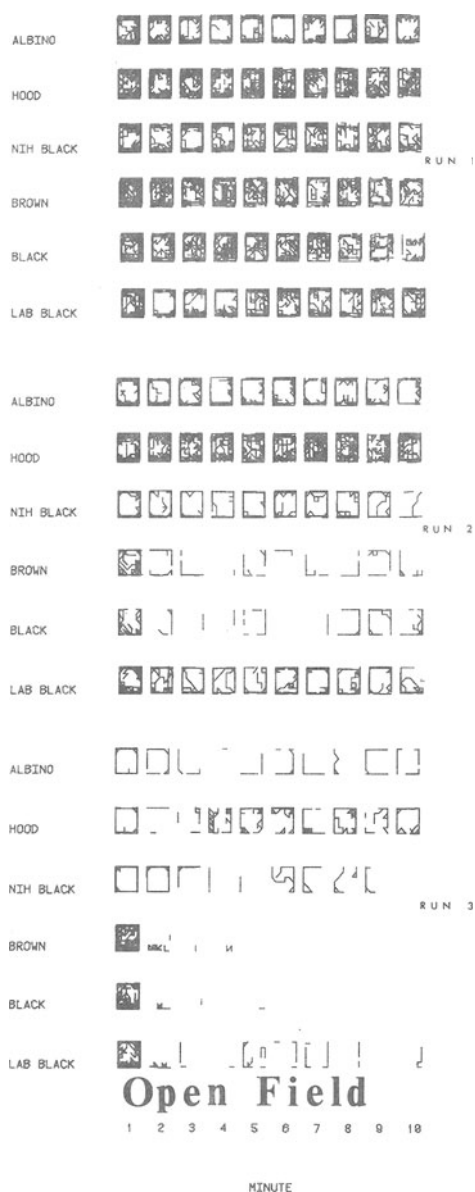 ALBINO
HOOD
NIH BLACK
RUN 1
BROWN
BLACK
LAB BLACK
ALBINO
HOOD
NIH BLACK
RUN 2
BROWN
BLACK
LAB BLACK
ALBINO
HOOD
NIH BLACK
RUN 3
BROWN
BLACK
LAB BLACK
Open Field
1 2 3 4 5 6 7 8 9 10
MINUTE